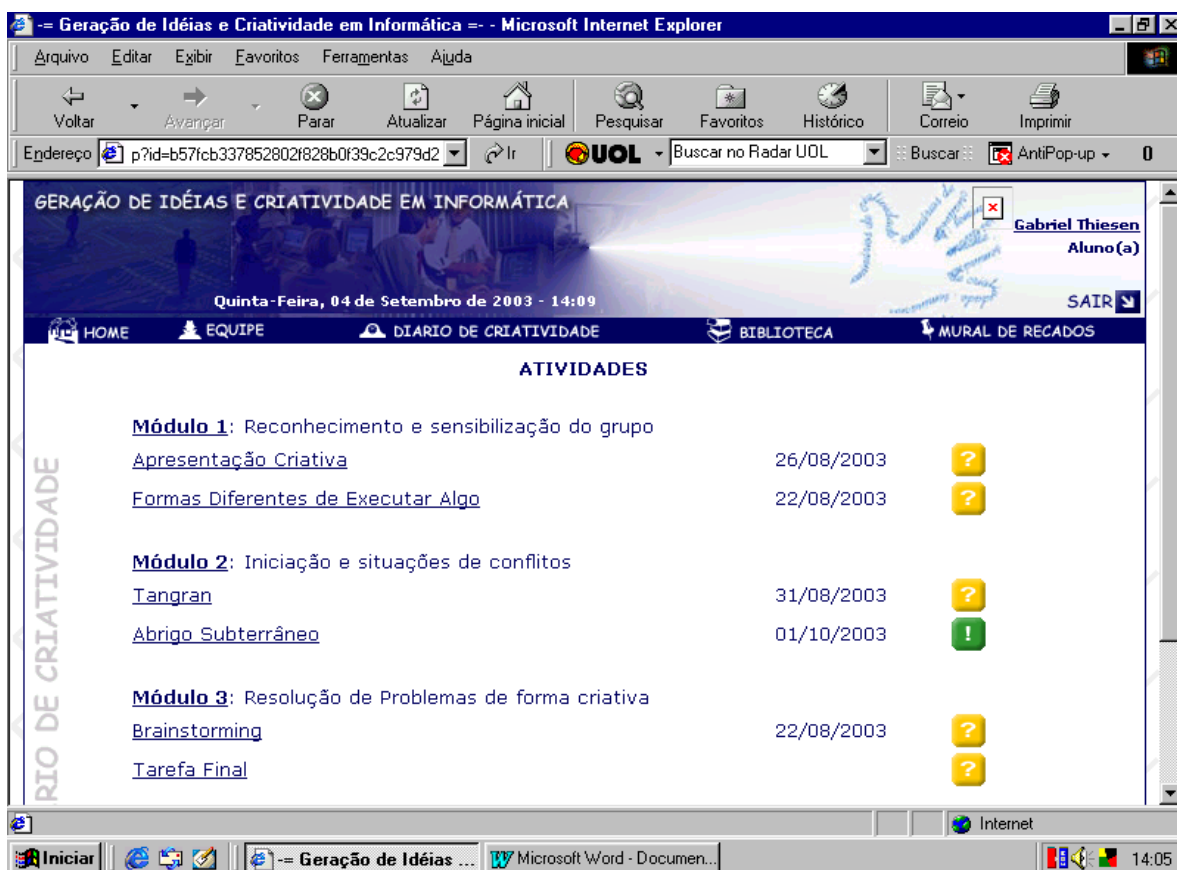 -= Geração de Idéias e Criatividade em Informática =- - Microsoft Internet Explorer
Arquivo Editar Exibir Favoritos Ferramentas Ajuda
Voltar Avançar Parar Atualizar Página inicial Pesquisar Favoritos Histórico Correio Imprimir
Endereço p?id=b57fcb337852802f828b0f39c2c979d2 Ir UOL Buscar no Radar UOL Buscar AntiPop-up 0
GERAÇÃO DE IDÉIAS E CRIATIVIDADE EM INFORMÁTICA
Gabriel Thiesen
Aluno(a)
Quinta-Feira, 04 de Setembro de 2003 - 14:09
SAIR
HOME EQUIPE DIARIO DE CRIATIVIDADE BIBLIOTECA MURAL DE RECADOS
ATIVIDADES
Módulo 1: Reconhecimento e sensibilização do grupo
Apresentação Criativa 26/08/2003 ?
Formas Diferentes de Executar Algo 22/08/2003 ?
Módulo 2: Iniciação e situações de conflitos
Tangran 31/08/2003 ?
Abrigo Subterrâneo 01/10/2003 !
Módulo 3: Resolução de Problemas de forma criativa
Brainstorming 22/08/2003 ?
Tarefa Final ?
RIO DE CRIATIVIDADE
Internet
Iniciar -= Geração de Idéias ... Microsoft Word - Documen... 14:05